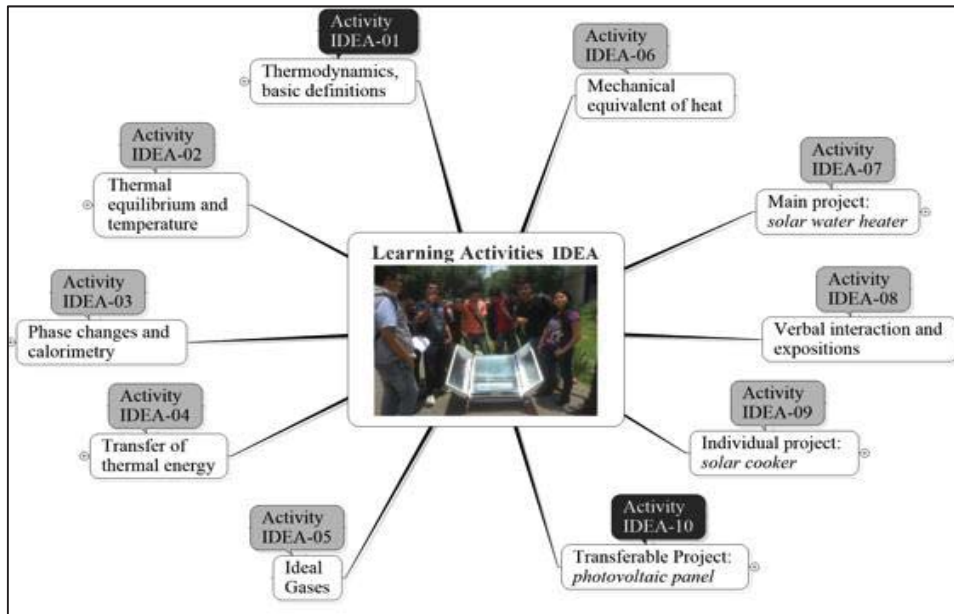 Activity
IDEA-01
Thermodynamics,
basic definitions
Activity
IDEA-02
Thermal
equilibrium and
temperature
Activity
IDEA-03
Phase changes and
calorimetry
Activity
IDEA-04
Transfer of
thermal energy
Activity
IDEA-05
Ideal
Gases
Learning Activities IDEA
Activity
IDEA-06
Mechanical
equivalent of heat
Activity
IDEA-07
Main project:
solar water heater
Activity
IDEA-08
Verbal interaction and
expositions
Activity
IDEA-09
Individual project:
solar cooker
Activity
IDEA-10
Transferable Project:
photovoltaic panel